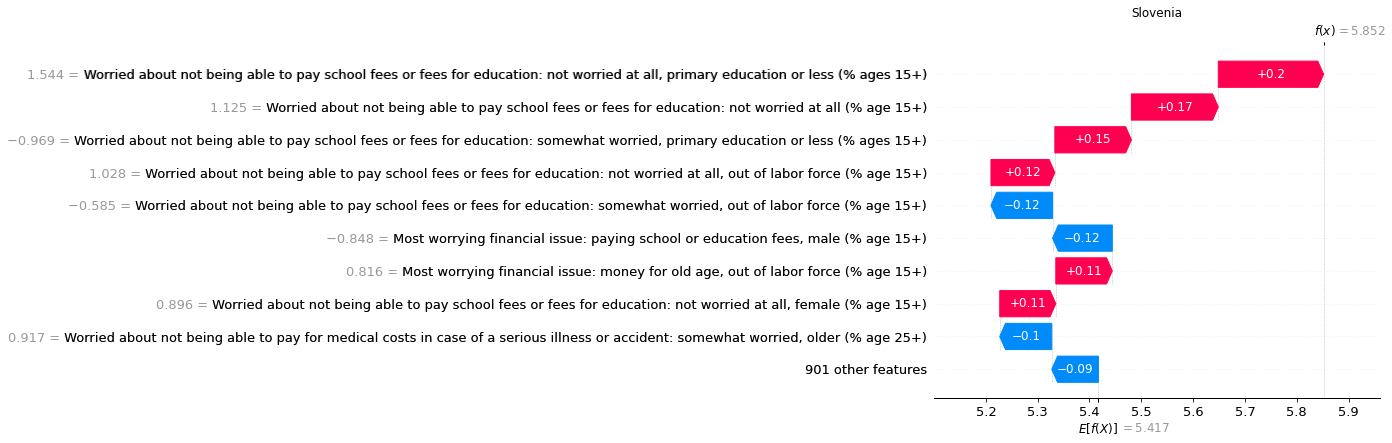 Slovenia
f(x) = 5.852
1.544 = Worried about not being able to pay school fees or fees for education: not worried at all, primary education or less (% ages 15+) +0.2
1.125 = Worried about not being able to pay school fees or fees for education: not worried at all (% age 15+) +0.17
−0.969 = Worried about not being able to pay school fees or fees for education: somewhat worried, primary education or less (% ages 15+) +0.15
1.028 = Worried about not being able to pay school fees or fees for education: not worried at all, out of labor force (% age 15+) +0.12
−0.585 = Worried about not being able to pay school fees or fees for education: somewhat worried, out of labor force (% age 15+) −0.12
−0.848 = Most worrying financial issue: paying school or education fees, male (% age 15+) −0.12
0.816 = Most worrying financial issue: money for old age, out of labor force (% age 15+) +0.11
0.896 = Worried about not being able to pay school fees or fees for education: not worried at all, female (% age 15+) +0.11
0.917 = Worried about not being able to pay for medical costs in case of a serious illness or accident: somewhat worried, older (% age 25+) −0.1
901 other features −0.09
5.2 5.3 5.4 5.5 5.6 5.7 5.8 5.9
E[f(X)] = 5.417